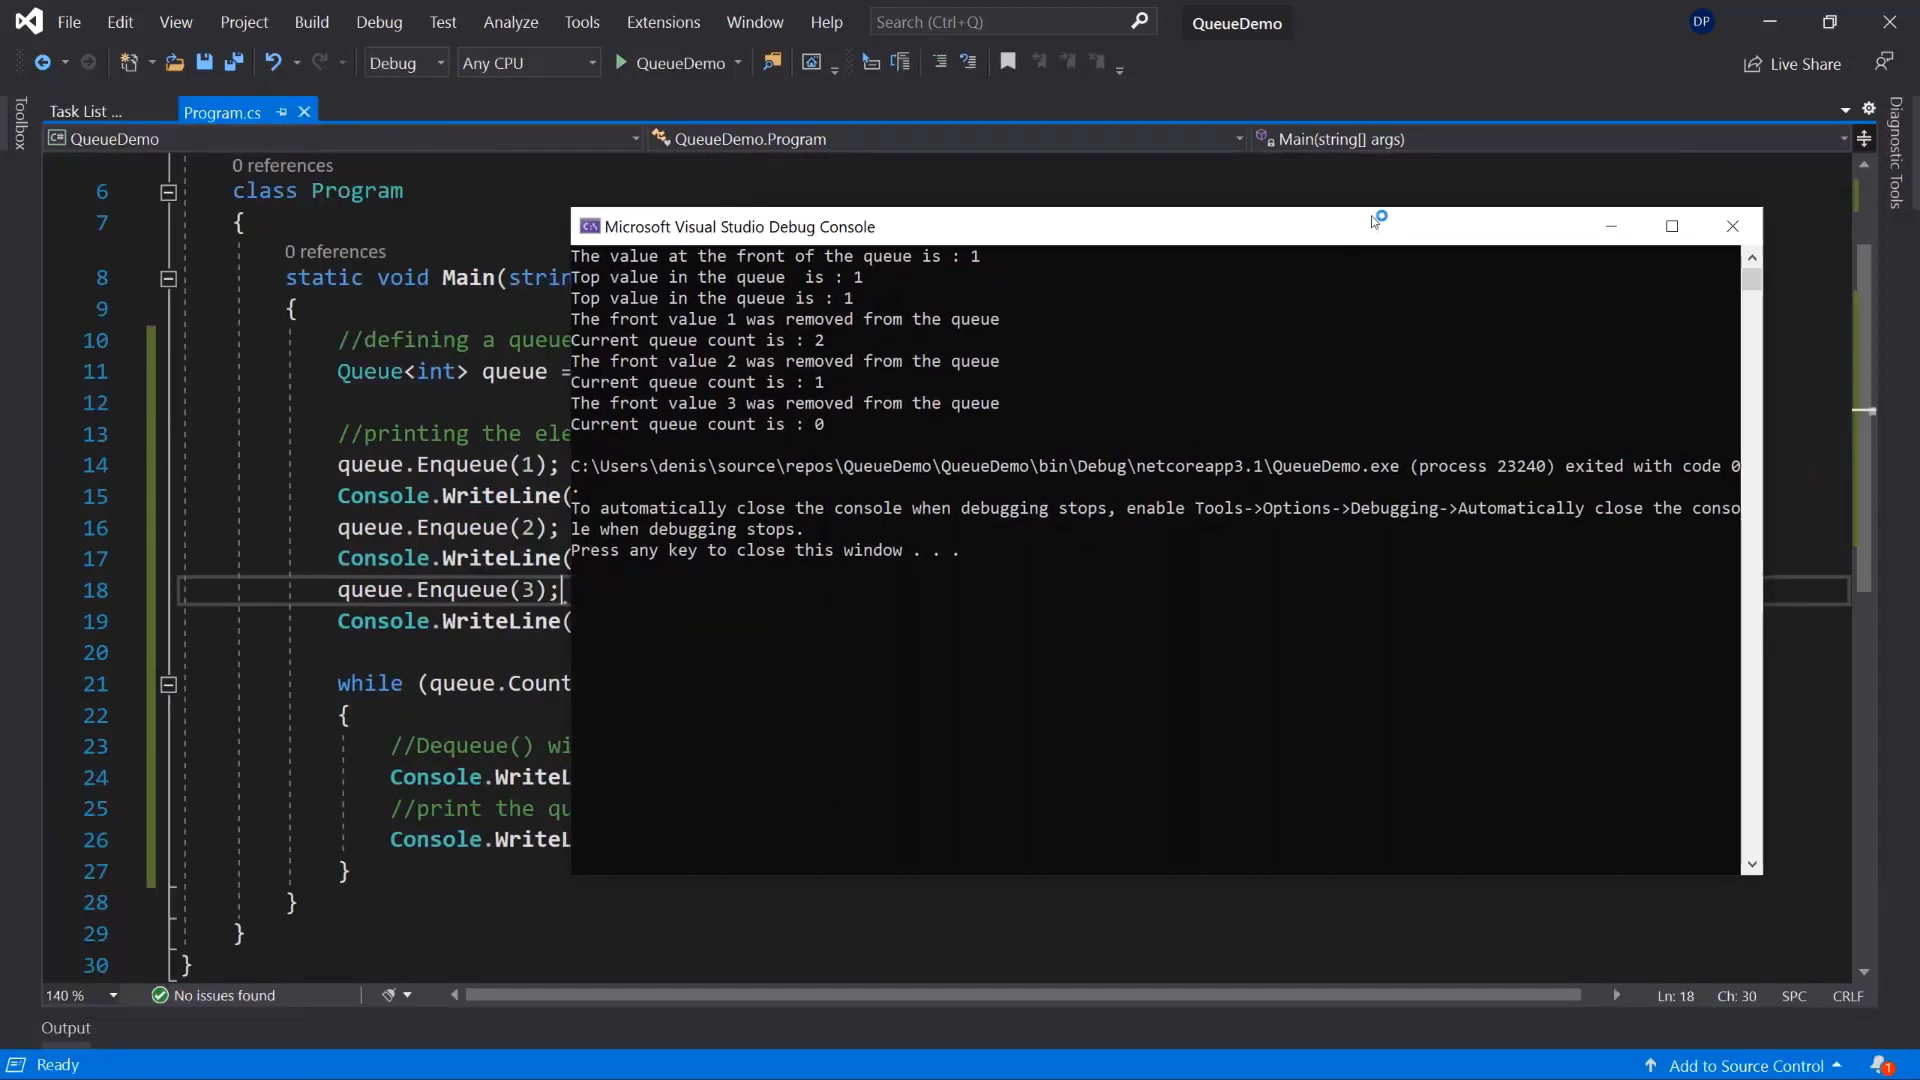 File Edit View Project Build Debug Test Analyze Tools Extensions Window Help Search (Ctrl+Q) QueueDemo DP
Debug Any CPU QueueDemo Live Share
Toolbox
Task List ... Program.cs
QueueDemo QueueDemo.Program Main(string[] args)
Diagnostic Tools
0 references
6 class Program
7 {
0 references
8 static void Main(strin
9 {
10 //defining a queue
11 Queue<int> queue =
12
13 //printing the ele
14 queue.Enqueue(1);
15 Console.WriteLine(
16 queue.Enqueue(2);
17 Console.WriteLine(
18 queue.Enqueue(3);
19 Console.WriteLine(
20
21 while (queue.Count
22 {
23 //Dequeue() wi
24 Console.WriteL
25 //print the qu
26 Console.WriteL
27 }
28 }
29 }
30 }
Microsoft Visual Studio Debug Console
The value at the front of the queue is : 1
Top value in the queue  is : 1
Top value in the queue is : 1
The front value 1 was removed from the queue
Current queue count is : 2
The front value 2 was removed from the queue
Current queue count is : 1
The front value 3 was removed from the queue
Current queue count is : 0
C:\Users\denis\source\repos\QueueDemo\QueueDemo\bin\Debug\netcoreapp3.1\QueueDemo.exe (process 23240) exited with code 0
.
To automatically close the console when debugging stops, enable Tools->Options->Debugging->Automatically close the conso
le when debugging stops.
Press any key to close this window . . .
140 % No issues found Ln: 18 Ch: 30 SPC CRLF
Output
Ready Add to Source Control 1